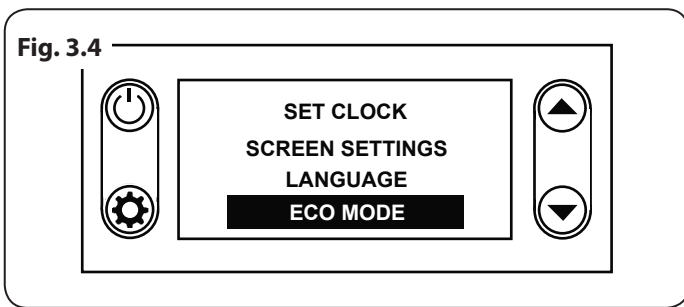 Fig. 3.4
SET CLOCK
SCREEN SETTINGS
LANGUAGE
ECO MODE